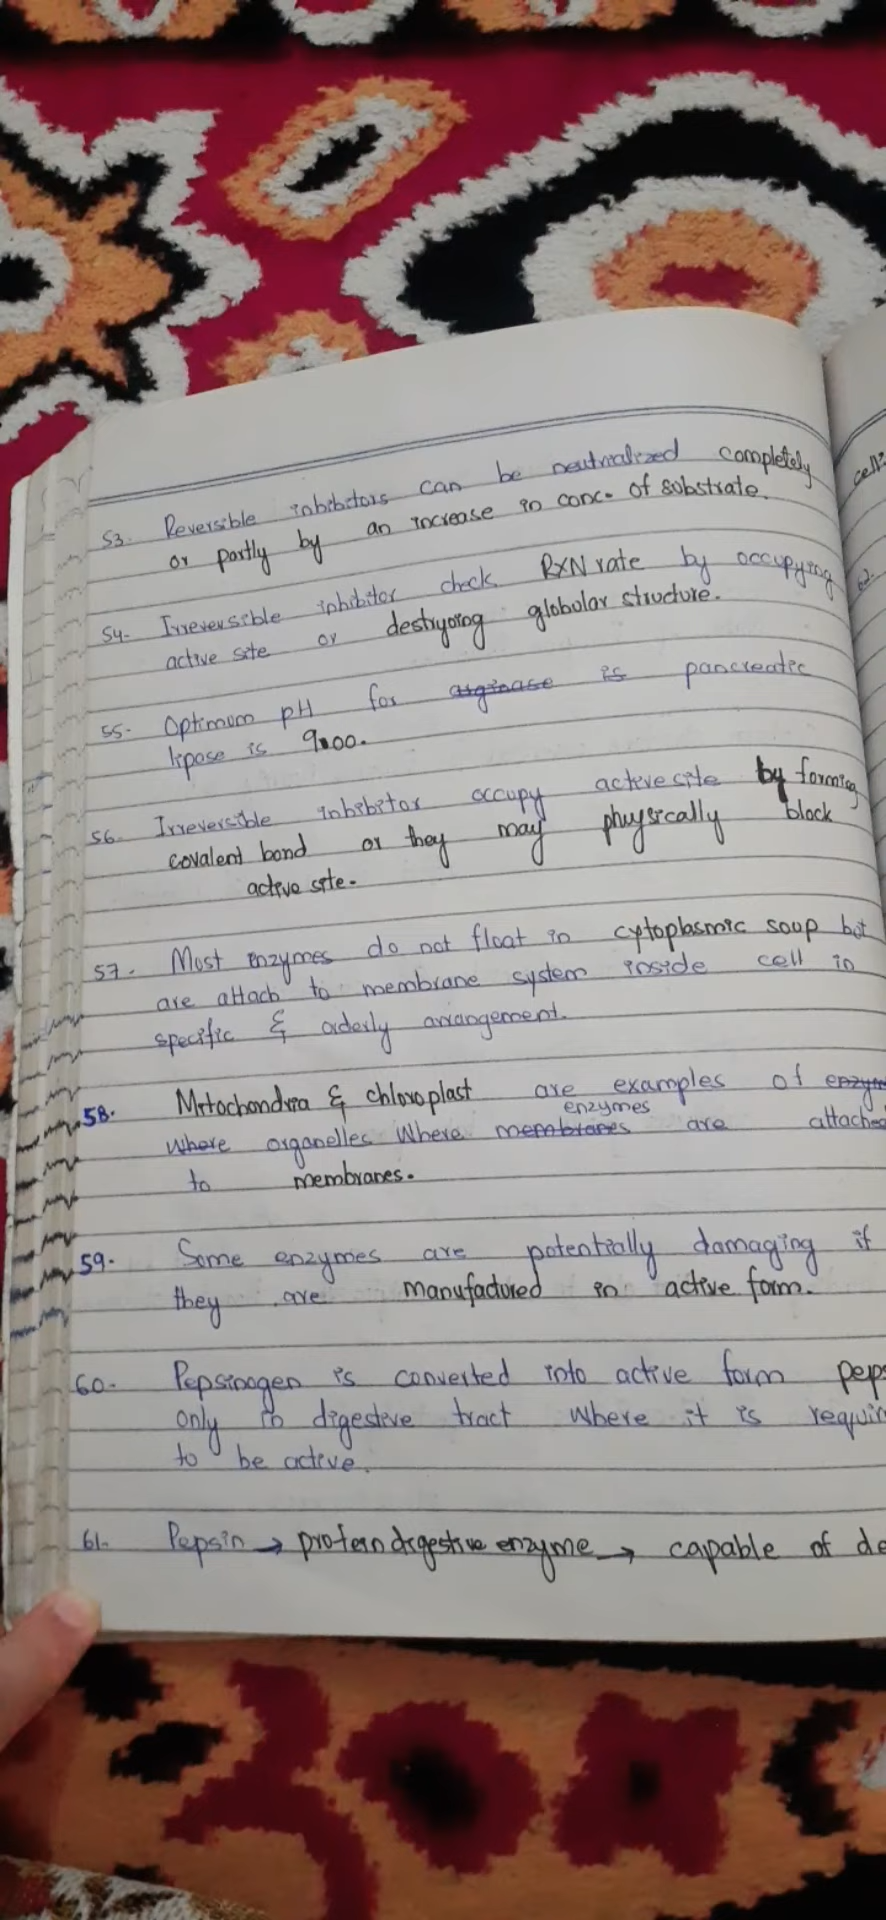 53. Reversible inhibitors can be neutralized completely
or partly by an increase in conc. of substrate.
54. Irreversible inhibitor check RXN rate by occupying
active site or destryoing globular structure.
55. Optimum pH for arginase is pancreatic
lipase is 9.00.
56. Irreversible inhibitor occupy active site by forming
covalent bond or they may physically block
active site.
57. Most enzymes do not float in cytoplasmic soup but
are attach to membrane system inside cell in
specific & orderly arrangement.
58. Mitochondria & chloroplast are examples of
enzymes
where organelles where membranes are attached
to membranes.
59. Some enzymes are potentially damaging if
they are manufactured in active form.
60. Pepsinogen is converted into active form
only in digestive tract where it is
to be active.
61. Pepsin → protein digestive enzyme → capable of